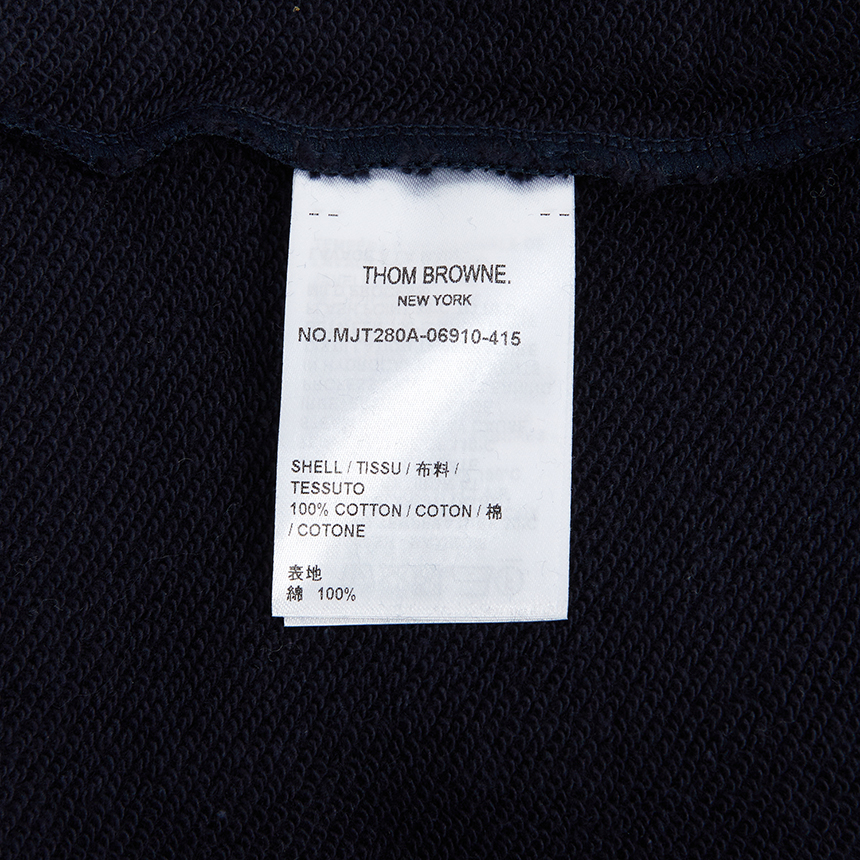 THOM BROWNE.
NEW YORK
NO.MJT280A-06910-415
SHELL / TISSU / 布料 /
TESSUTO
100% COTTON / COTON / 棉
/ COTONE
表地
綿 100%